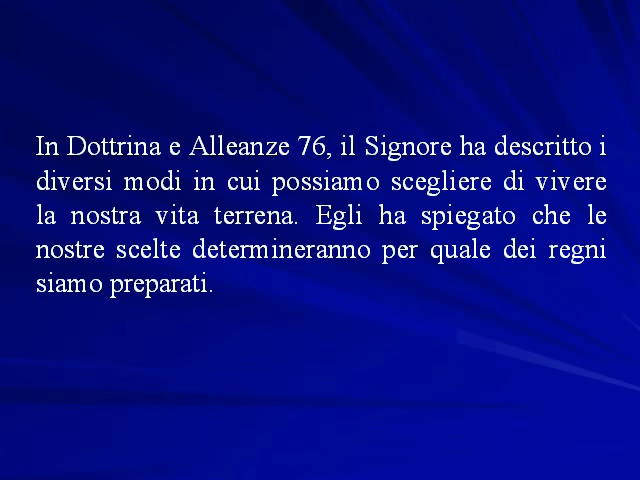 In Dottrina e Alleanze 76, il Signore ha descritto i
diversi modi in cui possiamo scegliere di vivere
la nostra vita terrena. Egli ha spiegato che le
nostre scelte determineranno per quale dei regni
siamo preparati.